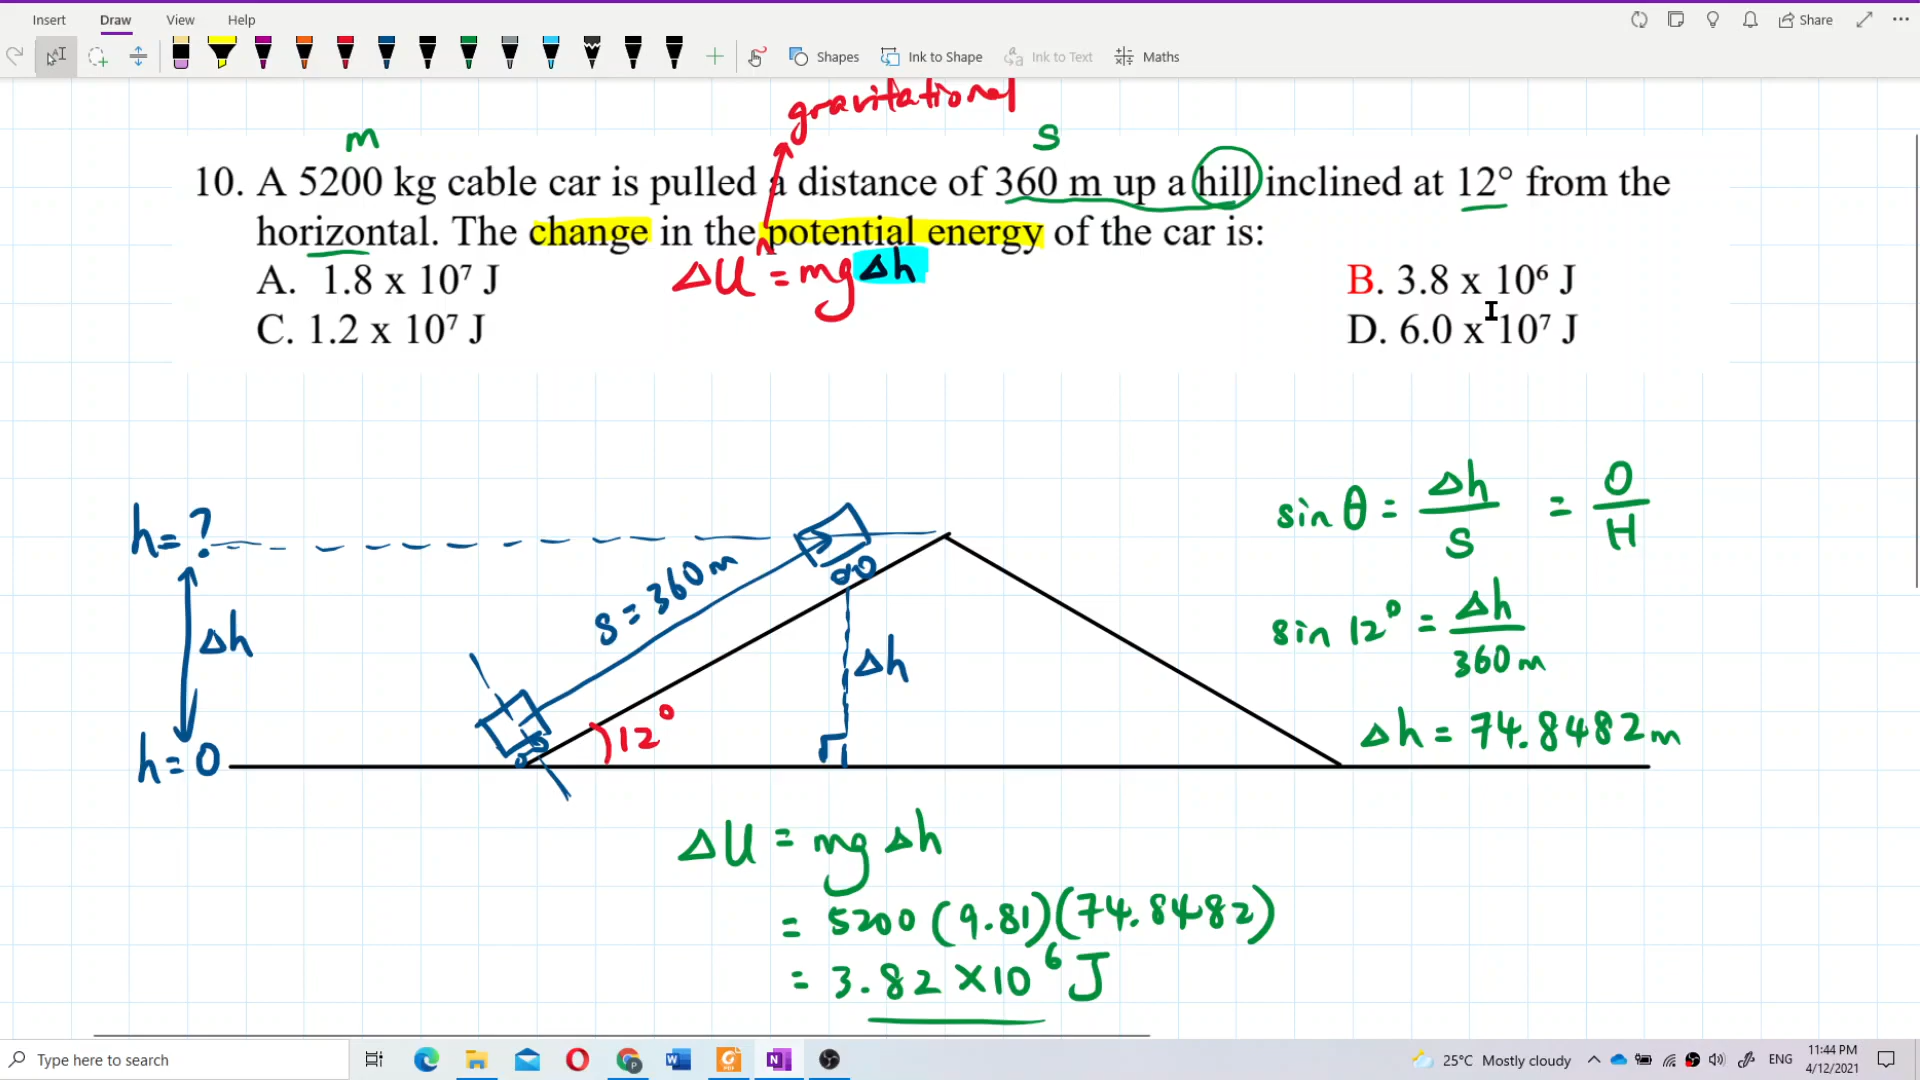 Insert Draw View Help
Share
Shapes Ink to Shape Ink to Text Maths
gravitational
m
s
10. A 5200 kg cable car is pulled a distance of 360 m up a hill inclined at 12° from the
horizontal. The change in the potential energy of the car is:
ΔU = mgΔh
A. 1.8 x 10⁷ J
B. 3.8 x 10⁶ J
C. 1.2 x 10⁷ J
D. 6.0 x 10⁷ J
sin θ = Δh / s = O / H
h = ?
s = 360 m
sin 12° = Δh / 360 m
Δh
Δh
12°
Δh = 74.8482 m
h = 0
ΔU = mgΔh
= 5200 (9.81)(74.8482)
= 3.82 × 10⁶ J
Type here to search
25°C Mostly cloudy
ENG
11:44 PM
4/12/2021